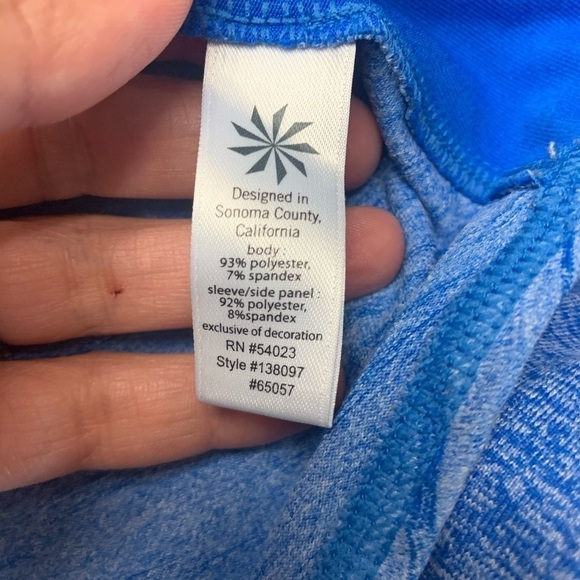 Designed in
Sonoma County,
California
body :
93% polyester,
7% spandex
sleeve/side panel :
92% polyester,
8%spandex
exclusive of decoration
RN #54023
Style #138097
#65057